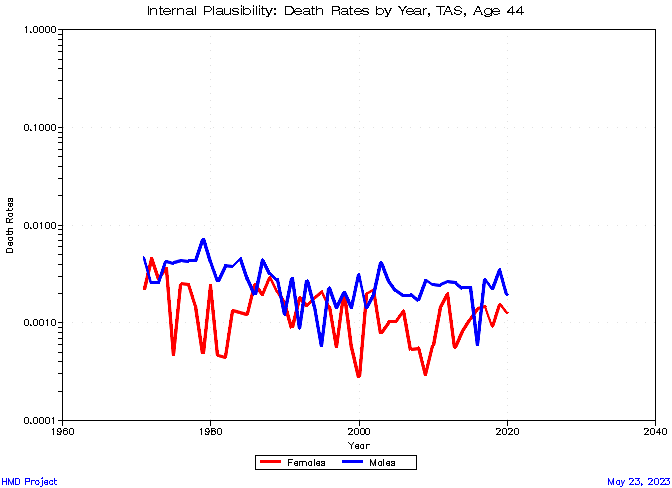 Internal Plausibility: Death Rates by Year, TAS, Age 44
1.0000
0.1000
0.0100
0.0010
0.0001
Death Rates
1960 1980 2000 2020 2040
Year
Females Males
HMD Project May 23, 2023